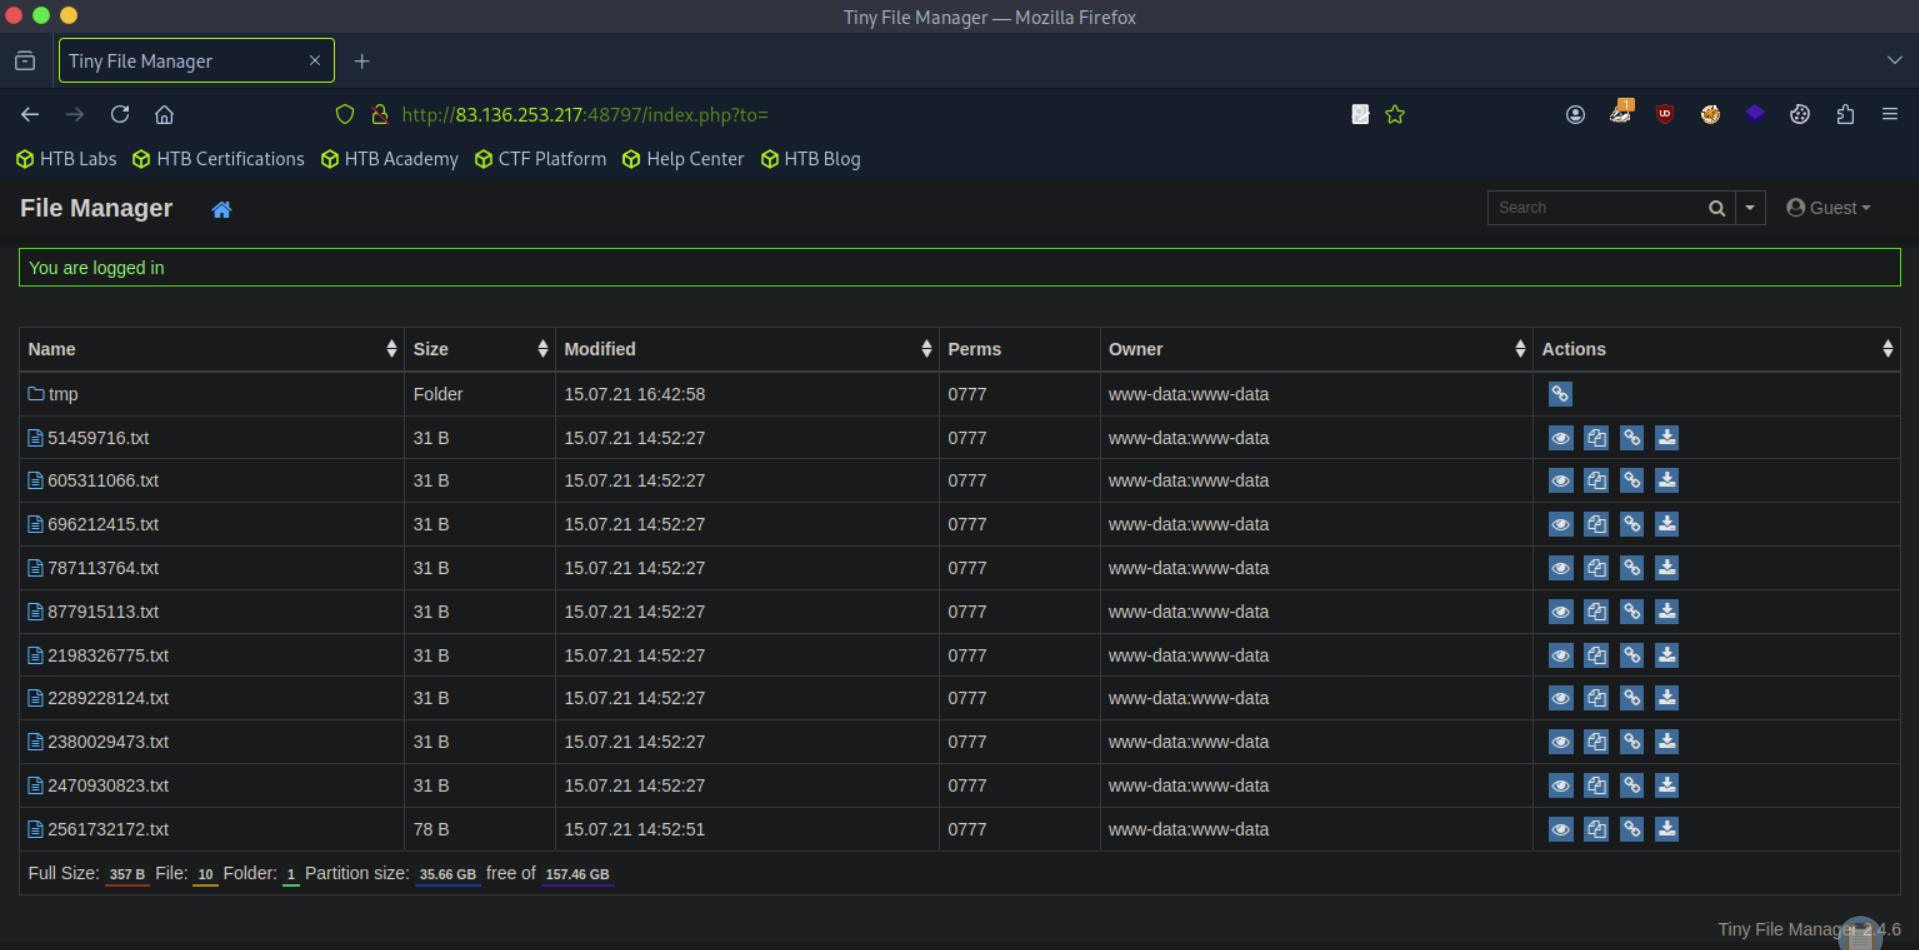 Tiny File Manager — Mozilla Firefox
Tiny File Manager
http://83.136.253.217:48797/index.php?to=
1
UD
HTB Labs HTB Certifications HTB Academy CTF Platform Help Center HTB Blog
File Manager Search Guest
You are logged in
Name Size Modified Perms Owner Actions
tmp Folder 15.07.21 16:42:58 0777 www-data:www-data
51459716.txt 31 B 15.07.21 14:52:27 0777 www-data:www-data
605311066.txt 31 B 15.07.21 14:52:27 0777 www-data:www-data
696212415.txt 31 B 15.07.21 14:52:27 0777 www-data:www-data
787113764.txt 31 B 15.07.21 14:52:27 0777 www-data:www-data
877915113.txt 31 B 15.07.21 14:52:27 0777 www-data:www-data
2198326775.txt 31 B 15.07.21 14:52:27 0777 www-data:www-data
2289228124.txt 31 B 15.07.21 14:52:27 0777 www-data:www-data
2380029473.txt 31 B 15.07.21 14:52:27 0777 www-data:www-data
2470930823.txt 31 B 15.07.21 14:52:27 0777 www-data:www-data
2561732172.txt 78 B 15.07.21 14:52:51 0777 www-data:www-data
Full Size: 357 B File: 10 Folder: 1 Partition size: 35.66 GB free of 157.46 GB
Tiny File Manager 2.4.6